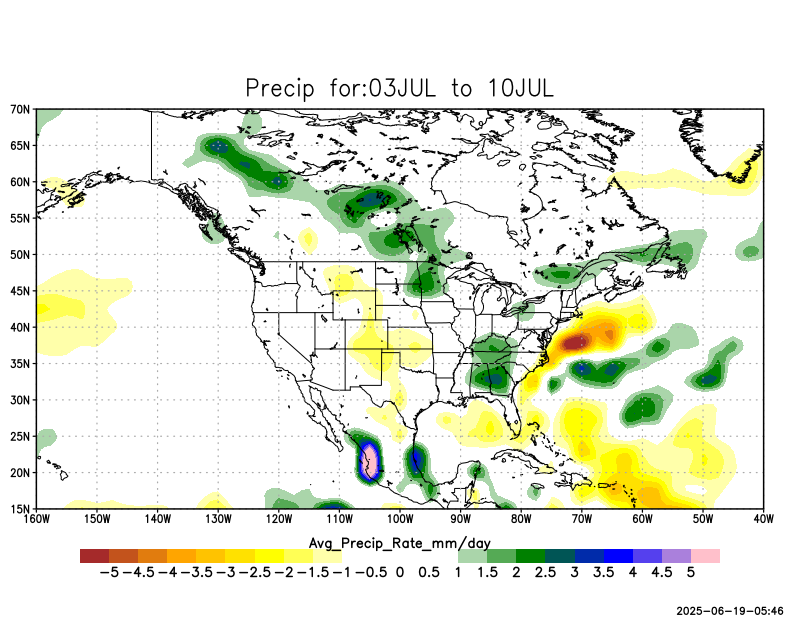 Precip for:03JUL to 10JUL
70N
65N
60N
55N
50N
45N
40N
35N
30N
25N
20N
15N
160W 150W 140W 130W 120W 110W 100W 90W 80W 70W 60W 50W 40W
Avg_Precip_Rate_mm/day
-5 -4.5 -4 -3.5 -3 -2.5 -2 -1.5 -1 -0.5 0 0.5 1 1.5 2 2.5 3 3.5 4 4.5 5
2025-06-19-05:46